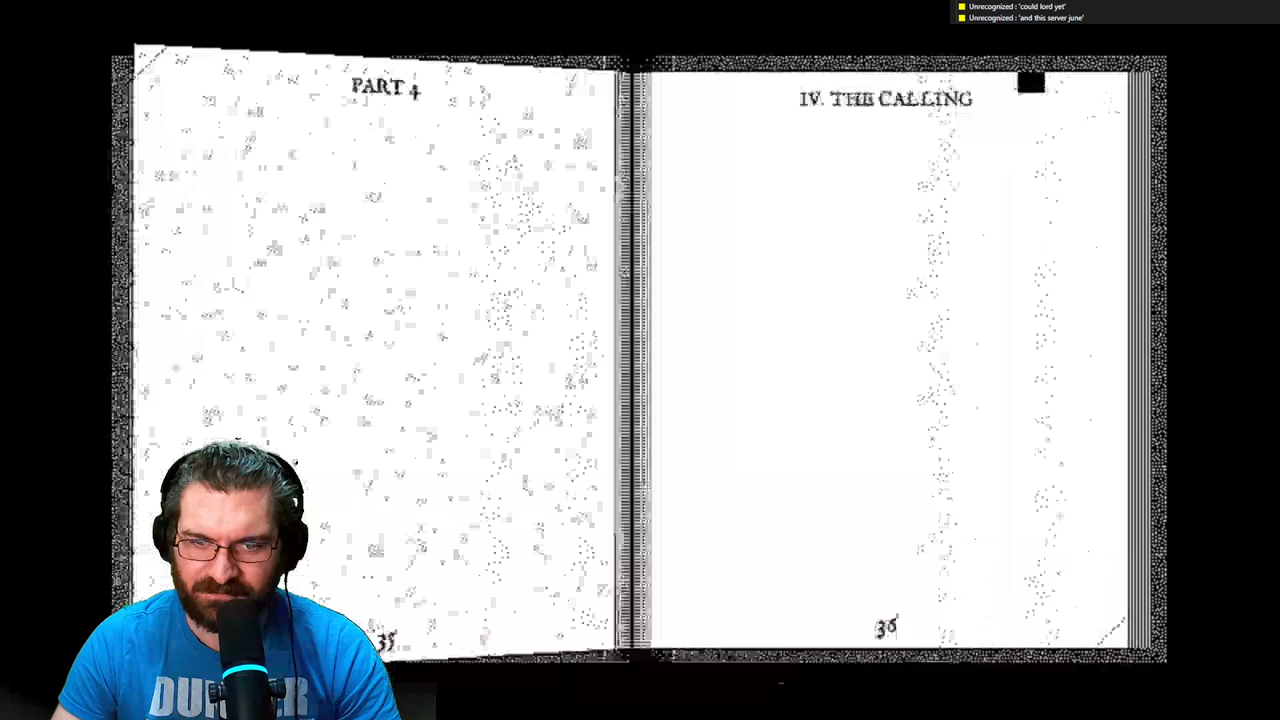 Unrecognized : 'could lord yet'
Unrecognized : 'and this server june'
PART 4
IV. THE CALLING
35
36